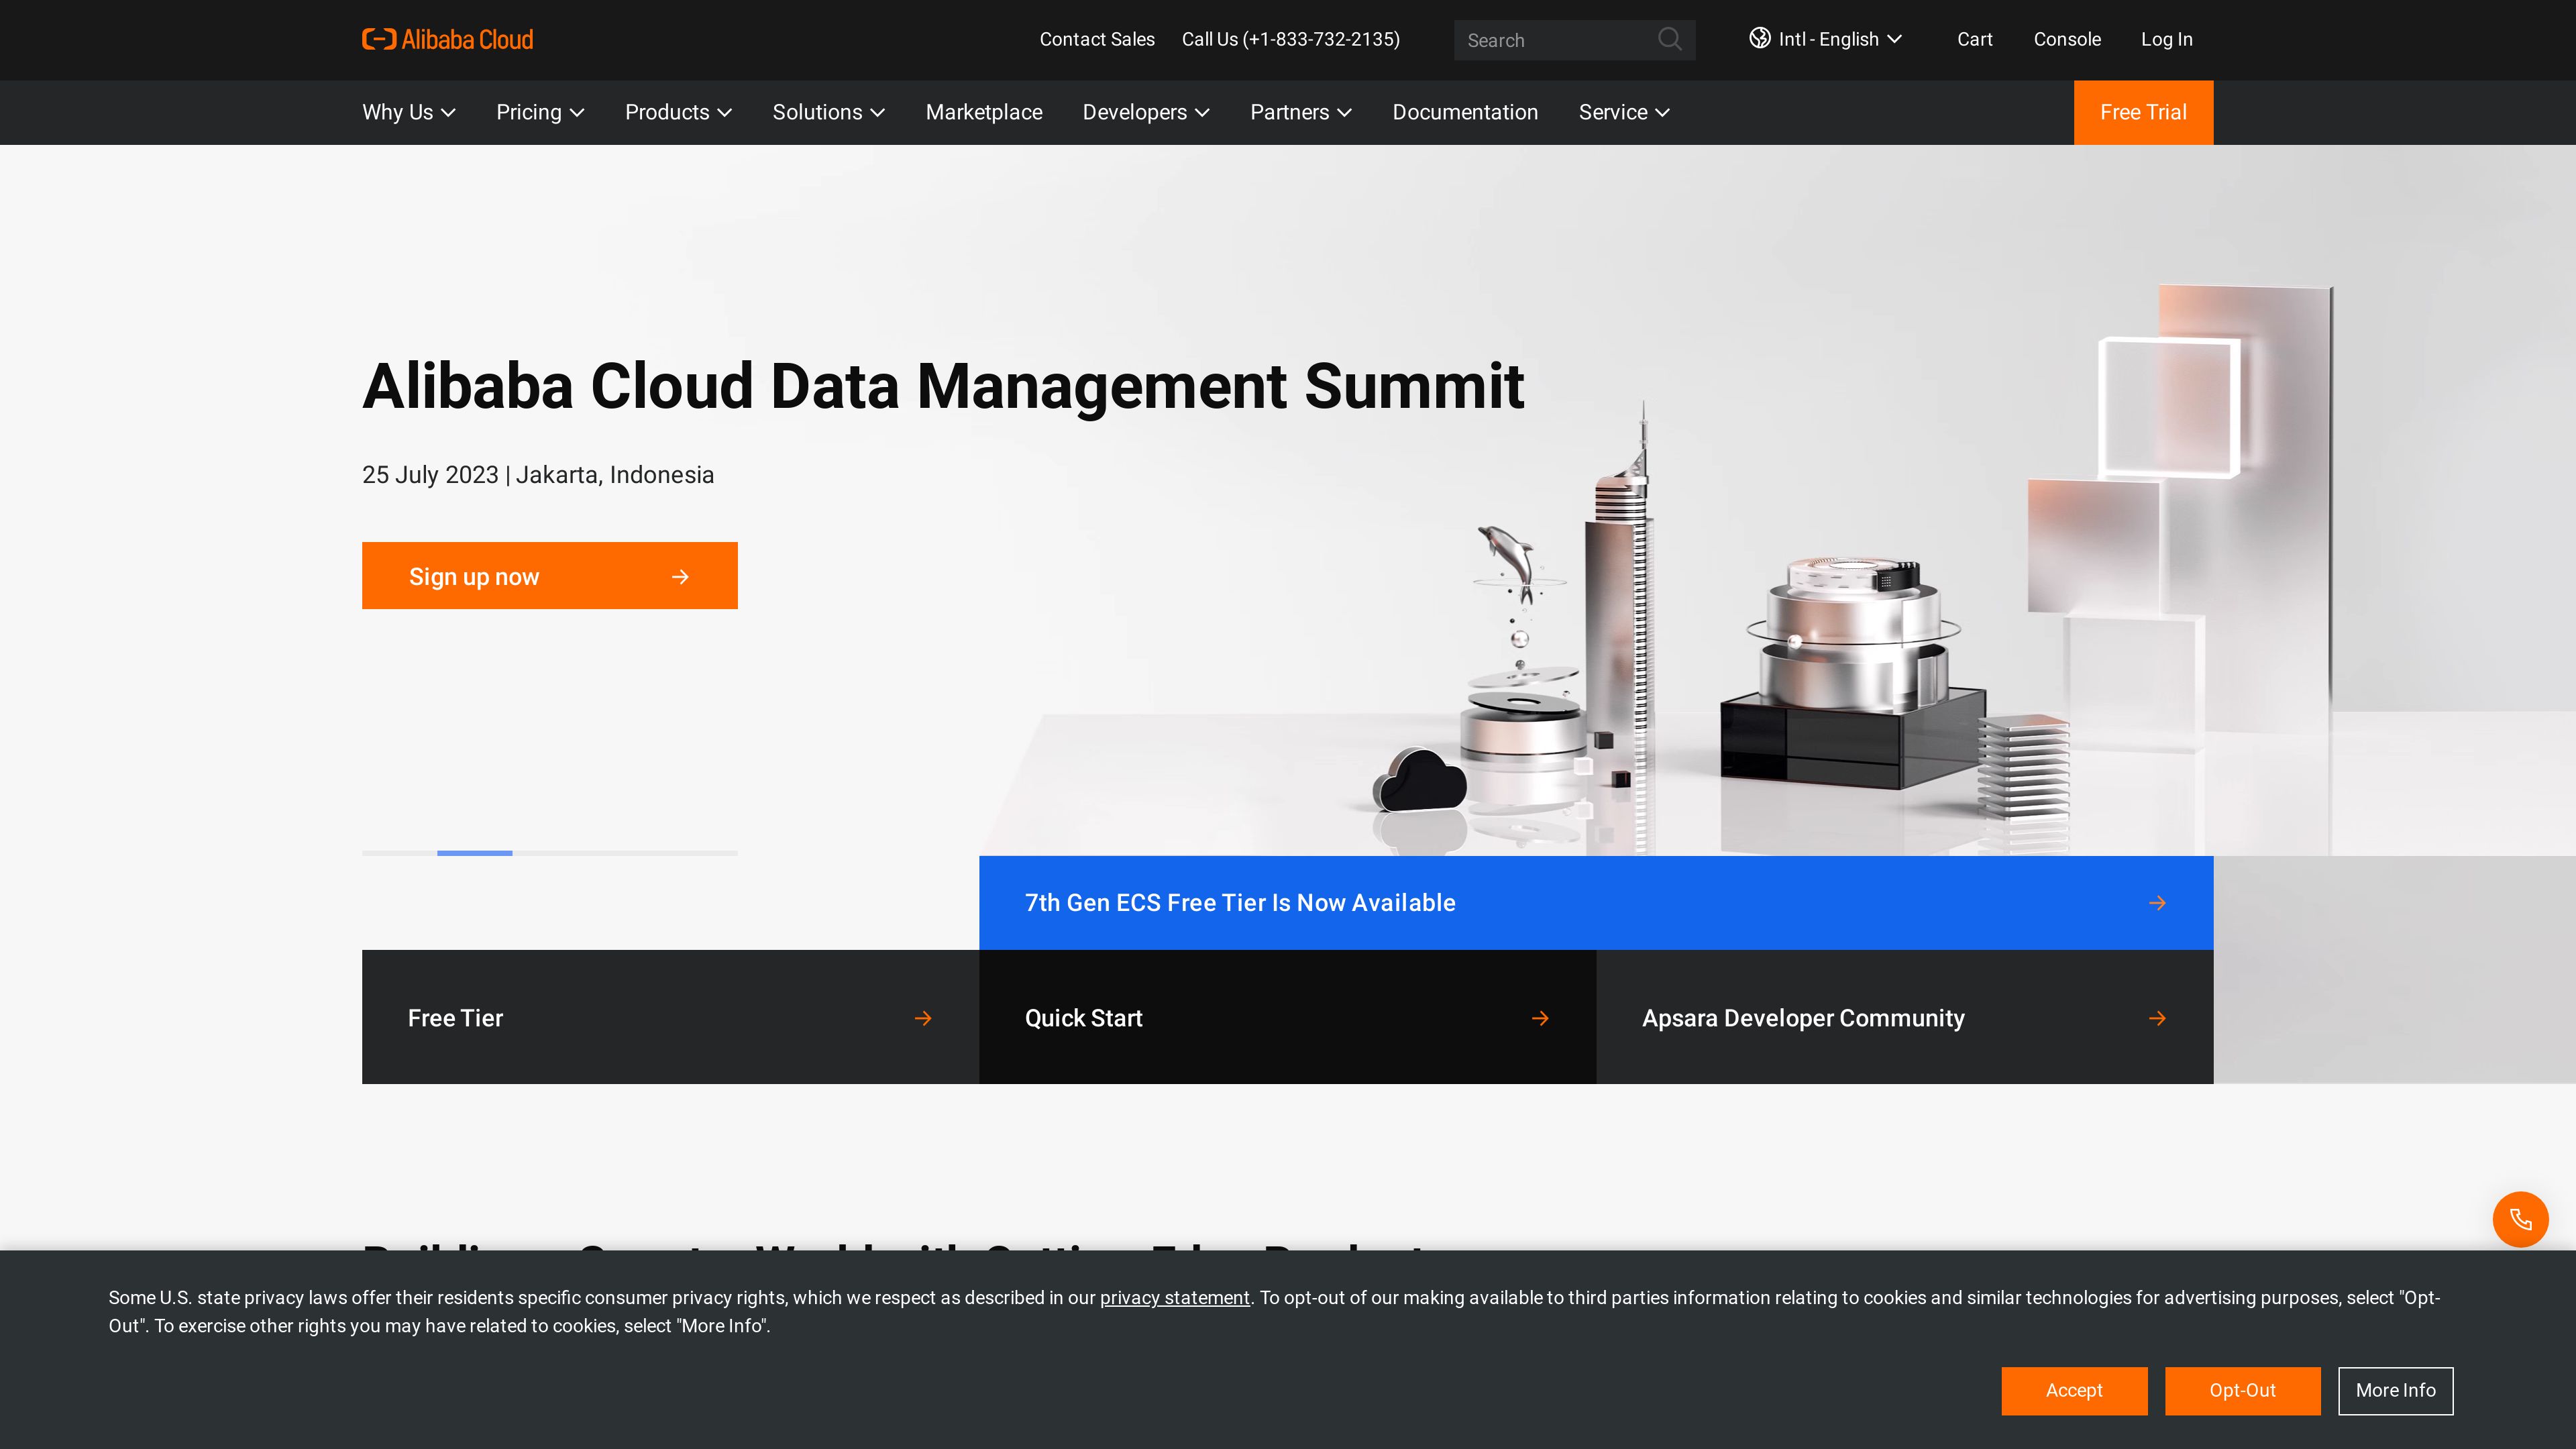 Alibaba Cloud
Contact Sales
Call Us (+1-833-732-2135)
Search
Intl - English
Cart
Console
Log In
Why Us
Pricing
Products
Solutions
Marketplace
Developers
Partners
Documentation
Service
Free Trial
Alibaba Cloud Data Management Summit
25 July 2023 | Jakarta, Indonesia
Sign up now
7th Gen ECS Free Tier Is Now Available
Free Tier
Quick Start
Apsara Developer Community
Some U.S. state privacy laws offer their residents specific consumer privacy rights, which we respect as described in our privacy statement. To opt-out of our making available to third parties information relating to cookies and similar technologies for advertising purposes, select "Opt-
Out". To exercise other rights you may have related to cookies, select "More Info".
Accept
Opt-Out
More Info